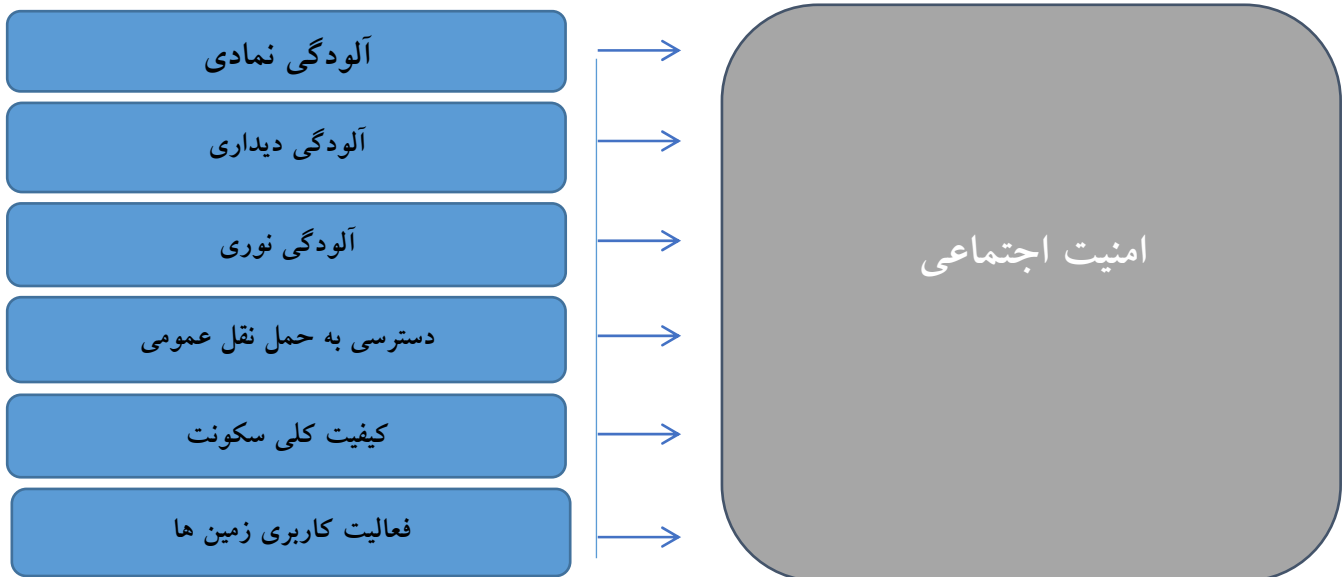 آلودگی نمادی
آلودگی دیداری
آلودگی نوری
دسترسی به حمل نقل عمومی
کیفیت کلی سکونت
فعالیت کاربری زمین ها
امنیت اجتماعی